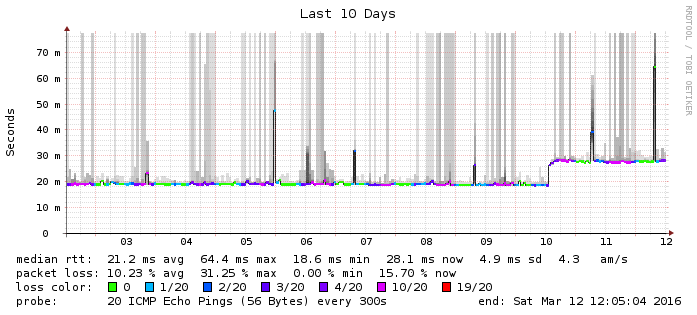 Last 10 Days
RRDTOOL / TOBI OETIKER
Seconds
70 m
60 m
50 m
40 m
30 m
20 m
10 m
0
03 04 05 06 07 08 09 10 11 12
median rtt: 21.2 ms avg 64.4 ms max 18.6 ms min 28.1 ms now 4.9 ms sd 4.3 am/s
packet loss: 10.23 % avg 31.25 % max 0.00 % min 15.70 % now
loss color: 0 1/20 2/20 3/20 4/20 10/20 19/20
probe: 20 ICMP Echo Pings (56 Bytes) every 300s end: Sat Mar 12 12:05:04 2016